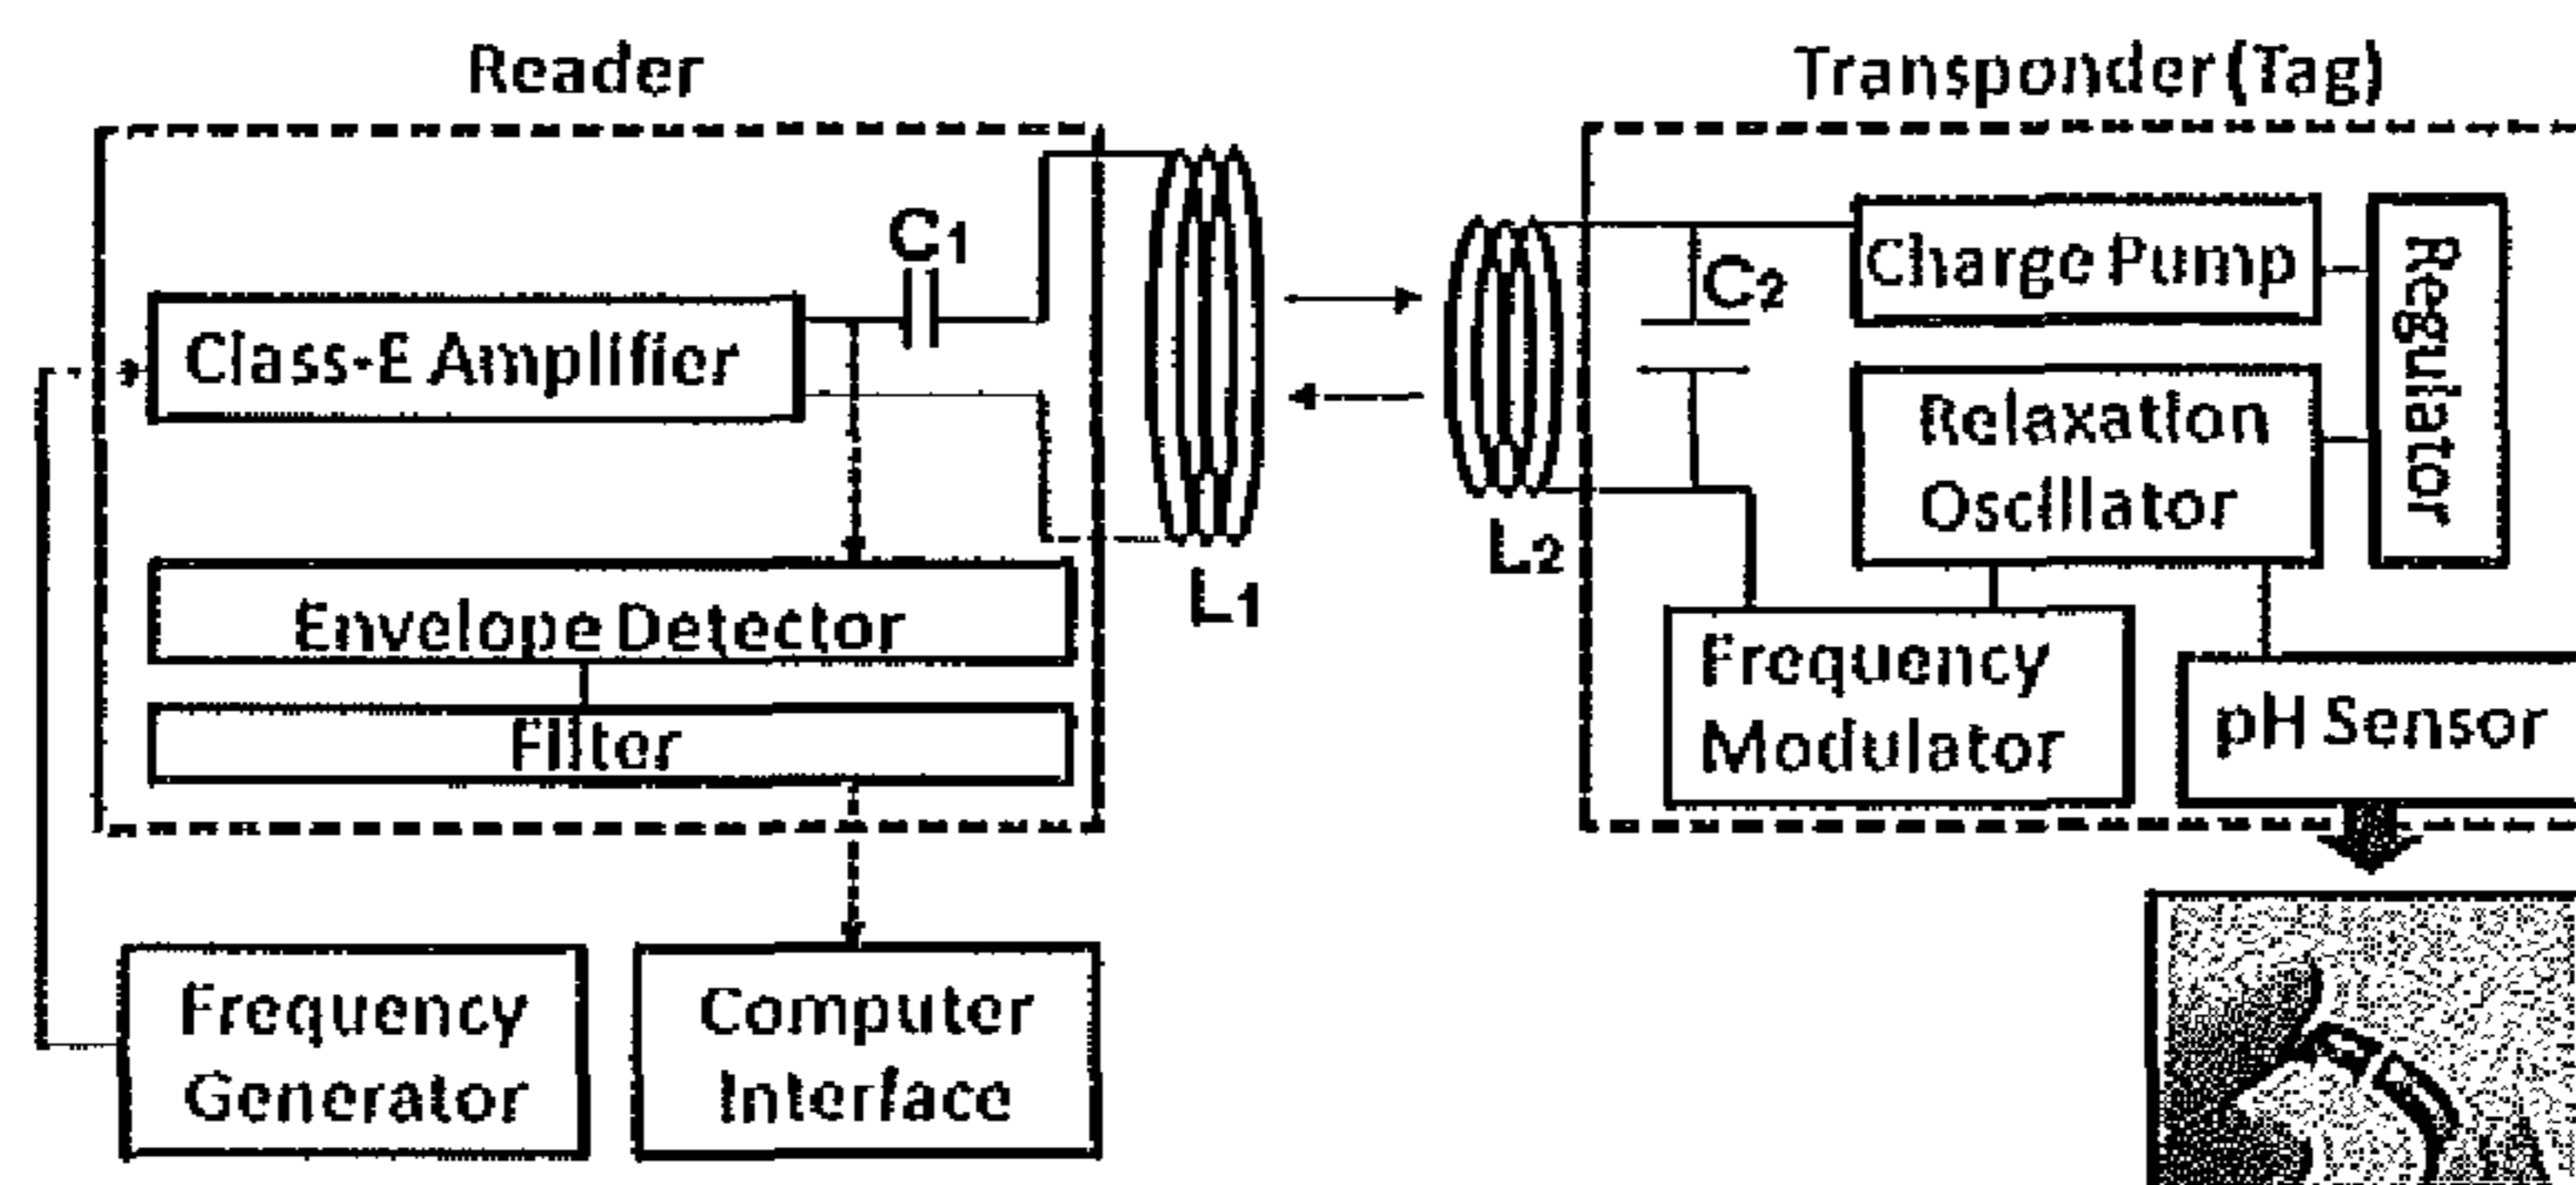 Reader
Transponder (Tag)
C1
Class-E Amplifier
Envelope Detector
Filter
L1
L2
C2
Charge Pump
Regulator
Relaxation
Oscillator
Frequency
Modulator
pH Sensor
Frequency
Generator
Computer
Interface